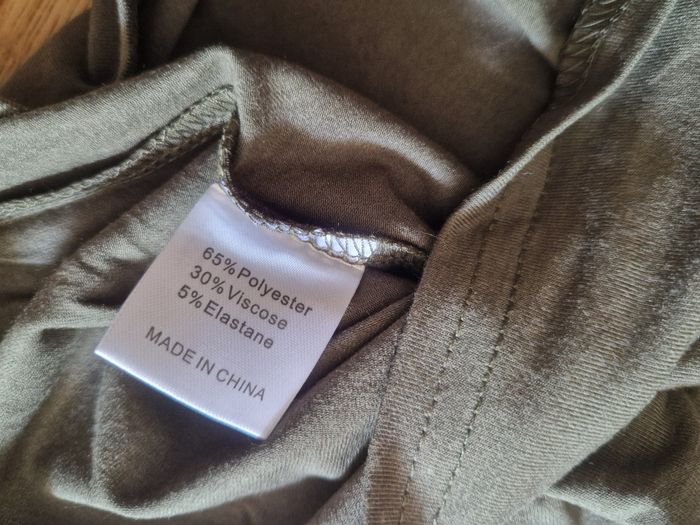 65% Polyester
30% Viscose
5% Elastane
MADE IN CHINA